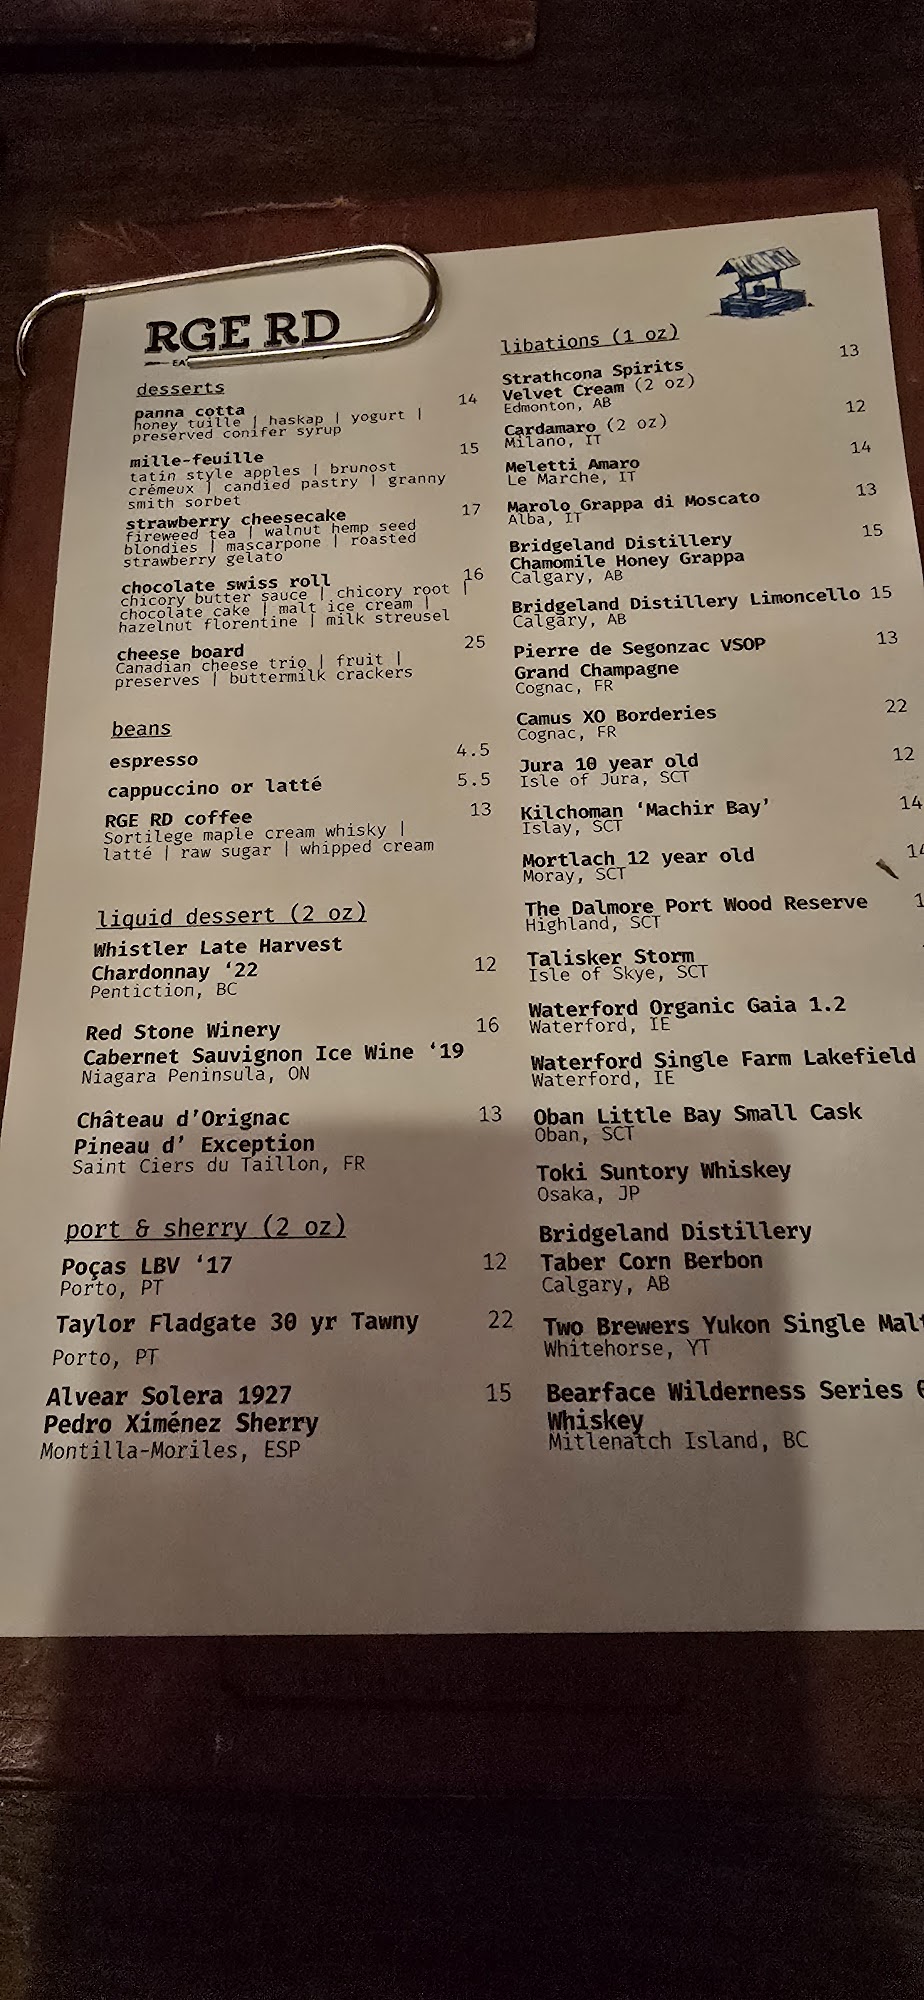 RGE RD
EA
desserts
panna cotta 14
honey tuille | haskap | yogurt |
preserved conifer syrup
mille-feuille 15
tatin style apples | brunost
crémeux | candied pastry | granny
smith sorbet
strawberry cheesecake 17
fireweed tea | walnut hemp seed
blondies | mascarpone | roasted
strawberry gelato
chocolate swiss roll 16
chicory butter sauce | chicory root |
chocolate cake | malt ice cream |
hazelnut florentine | milk streusel
cheese board 25
Canadian cheese trio | fruit |
preserves | buttermilk crackers
beans
espresso 4.5
cappuccino or latté 5.5
RGE RD coffee 13
Sortilege maple cream whisky |
latté | raw sugar | whipped cream
liquid dessert (2 oz)
Whistler Late Harvest
Chardonnay ‘22 12
Pentiction, BC
Red Stone Winery 16
Cabernet Sauvignon Ice Wine ‘19
Niagara Peninsula, ON
Château d’Orignac 13
Pineau d’ Exception
Saint Ciers du Taillon, FR
port & sherry (2 oz)
Poças LBV ‘17 12
Porto, PT
Taylor Fladgate 30 yr Tawny 22
Porto, PT
Alvear Solera 1927 15
Pedro Ximénez Sherry
Montilla-Moriles, ESP
libations (1 oz)
Strathcona Spirits 13
Velvet Cream (2 oz)
Edmonton, AB
Cardamaro (2 oz) 12
Milano, IT
Meletti Amaro 14
Le Marche, IT
Marolo Grappa di Moscato 13
Alba, IT
Bridgeland Distillery 15
Chamomile Honey Grappa
Calgary, AB
Bridgeland Distillery Limoncello 15
Calgary, AB
Pierre de Segonzac VSOP 13
Grand Champagne
Cognac, FR
Camus XO Borderies 22
Cognac, FR
Jura 10 year old 12
Isle of Jura, SCT
Kilchoman ‘Machir Bay’ 14
Islay, SCT
Mortlach 12 year old 14
Moray, SCT
The Dalmore Port Wood Reserve 1
Highland, SCT
Talisker Storm
Isle of Skye, SCT
Waterford Organic Gaia 1.2
Waterford, IE
Waterford Single Farm Lakefield
Waterford, IE
Oban Little Bay Small Cask
Oban, SCT
Toki Suntory Whiskey
Osaka, JP
Bridgeland Distillery
Taber Corn Berbon
Calgary, AB
Two Brewers Yukon Single Malt
Whitehorse, YT
Bearface Wilderness Series
Whiskey
Mitlenatch Island, BC